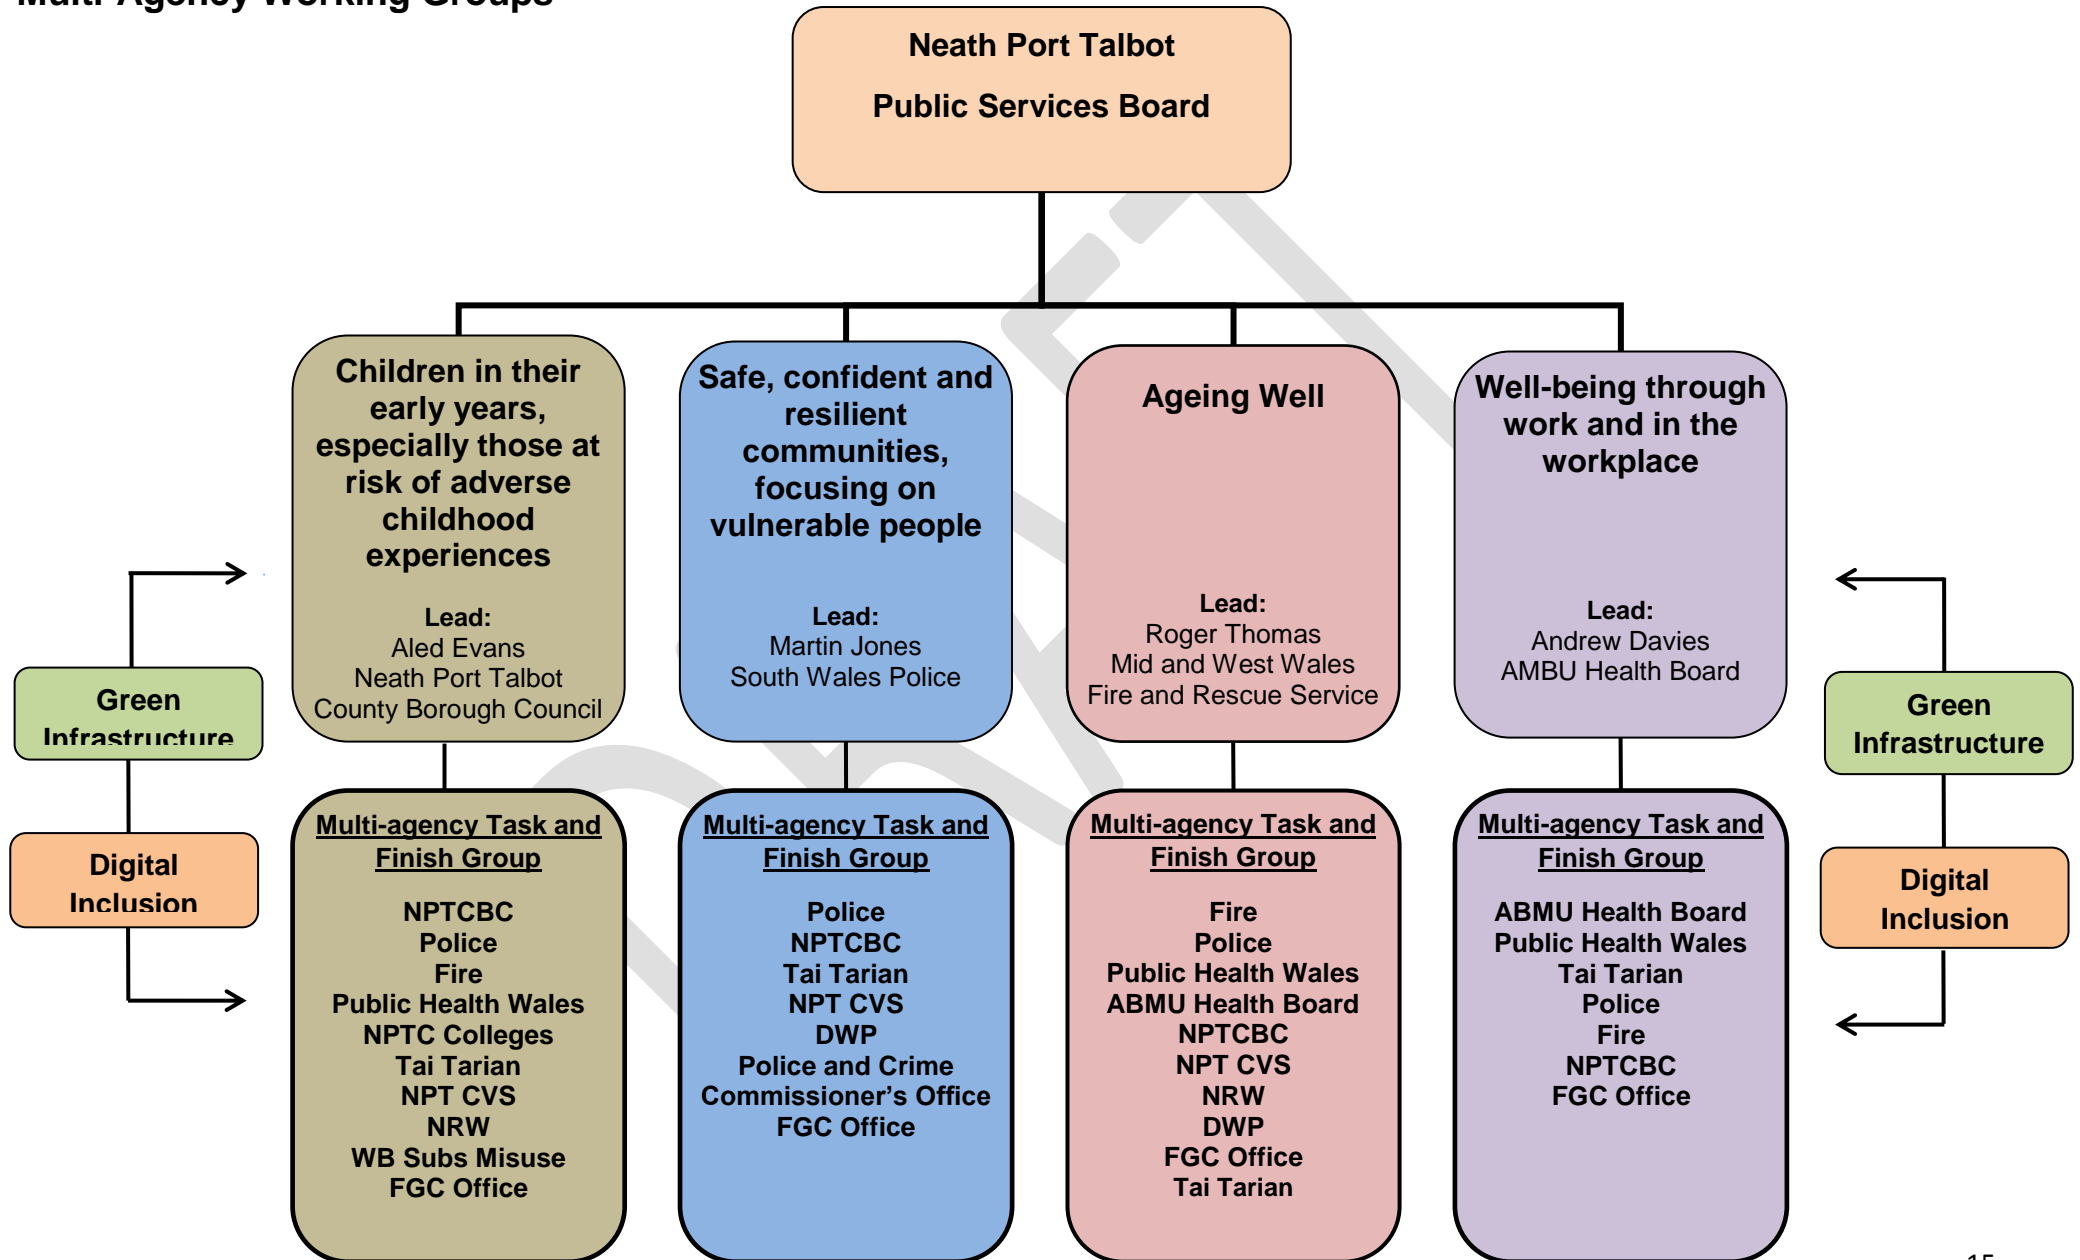 Multi-Agency Working Groups
Neath Port Talbot
Public Services Board
Children in their
early years,
especially those at
risk of adverse
childhood
experiences
Lead:
Aled Evans
Neath Port Talbot
County Borough Council
Safe, confident and
resilient
communities,
focusing on
vulnerable people
Lead:
Martin Jones
South Wales Police
Ageing Well
Lead:
Roger Thomas
Mid and West Wales
Fire and Rescue Service
Well-being through
work and in the
workplace
Lead:
Andrew Davies
AMBU Health Board
Green
Infrastructure
Digital
Inclusion
Green
Infrastructure
Digital
Inclusion
Multi-agency Task and
Finish Group
NPTCBC
Police
Fire
Public Health Wales
NPTC Colleges
Tai Tarian
NPT CVS
NRW
WB Subs Misuse
FGC Office
Multi-agency Task and
Finish Group
Police
NPTCBC
Tai Tarian
NPT CVS
DWP
Police and Crime
Commissioner’s Office
FGC Office
Multi-agency Task and
Finish Group
Fire
Police
Public Health Wales
ABMU Health Board
NPTCBC
NPT CVS
NRW
DWP
FGC Office
Tai Tarian
Multi-agency Task and
Finish Group
ABMU Health Board
Public Health Wales
Tai Tarian
Police
Fire
NPTCBC
FGC Office
DRAFT
15